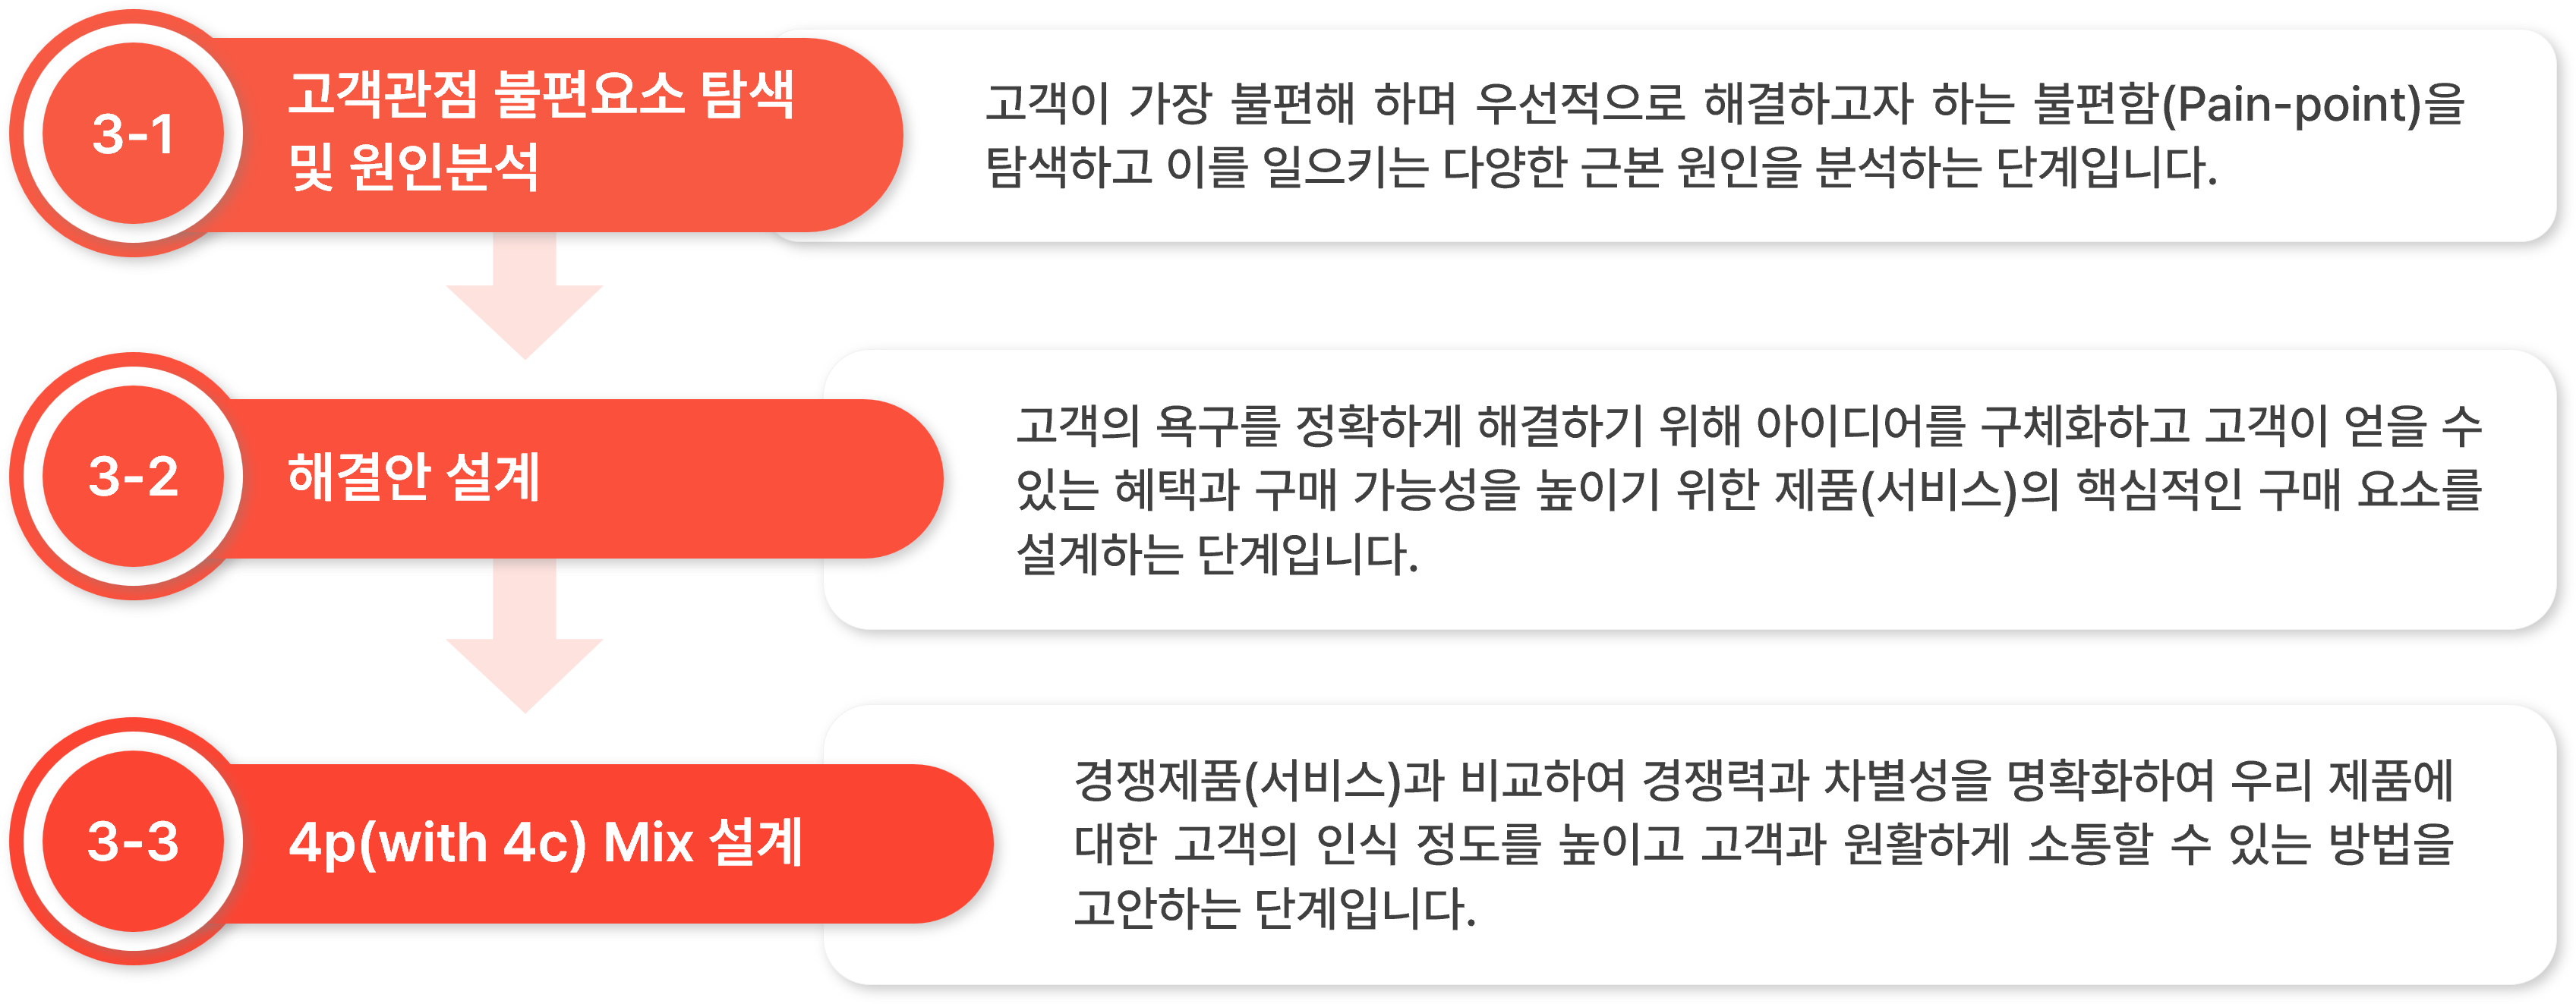 3-1
고객관점 불편요소 탐색
및 원인분석
고객이 가장 불편해 하며 우선적으로 해결하고자 하는 불편함(Pain-point)을
탐색하고 이를 일으키는 다양한 근본 원인을 분석하는 단계입니다.
3-2
해결안 설계
고객의 욕구를 정확하게 해결하기 위해 아이디어를 구체화하고 고객이 얻을 수
있는 혜택과 구매 가능성을 높이기 위한 제품(서비스)의 핵심적인 구매 요소를
설계하는 단계입니다.
3-3
4p(with 4c) Mix 설계
경쟁제품(서비스)과 비교하여 경쟁력과 차별성을 명확화하여 우리 제품에
대한 고객의 인식 정도를 높이고 고객과 원활하게 소통할 수 있는 방법을
고안하는 단계입니다.